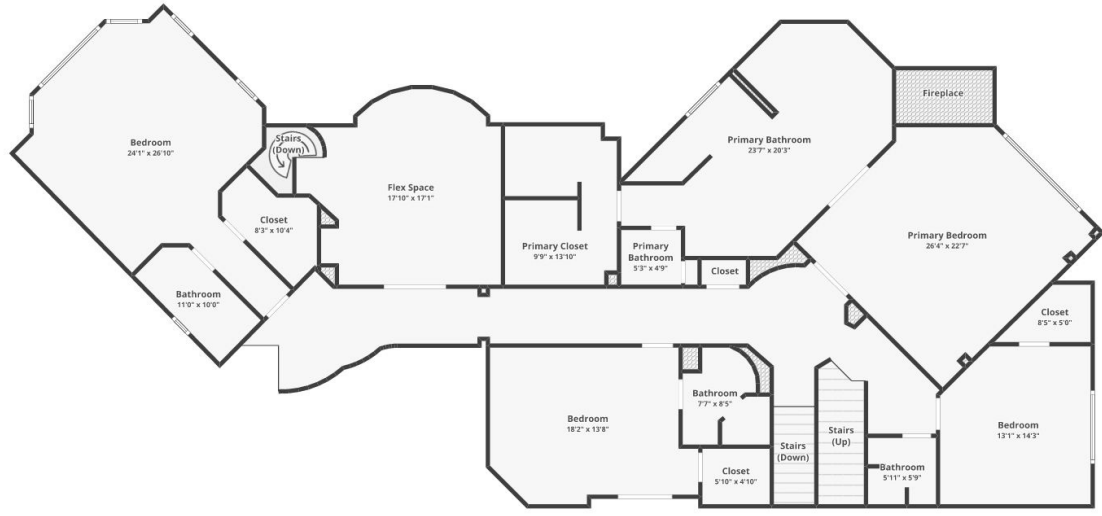 Fireplace
Bedroom
24'1" x 26'10"
Stairs
(Down)
Primary Bathroom
23'7" x 20'3"
Flex Space
17'10" x 17'1"
Closet
8'3" x 10'4"
Primary Closet
9'9" x 13'10"
Primary
Bathroom
5'3" x 4'9"
Primary Bedroom
26'4" x 22'7"
Closet
Bathroom
11'0" x 10'0"
Closet
8'5" x 5'0"
Bathroom
7'7" x 8'5"
Bedroom
18'2" x 13'8"
Stairs
(Down)
Stairs
(Up)
Bedroom
13'1" x 14'3"
Closet
5'10" x 4'10"
Bathroom
5'11" x 5'9"